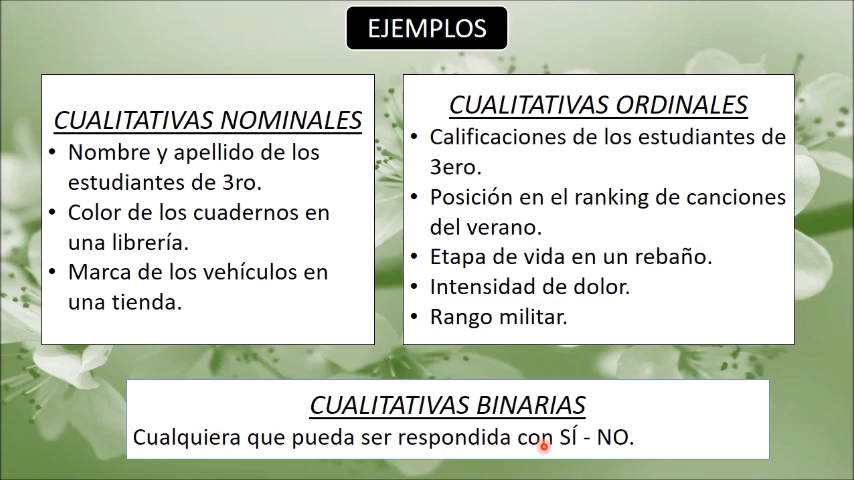 EJEMPLOS
CUALITATIVAS NOMINALES
• Nombre y apellido de los
estudiantes de 3ro.
• Color de los cuadernos en
una librería.
• Marca de los vehículos en
una tienda.
CUALITATIVAS ORDINALES
• Calificaciones de los estudiantes de
3ero.
• Posición en el ranking de canciones
del verano.
• Etapa de vida en un rebaño.
• Intensidad de dolor.
• Rango militar.
CUALITATIVAS BINARIAS
Cualquiera que pueda ser respondida con SÍ - NO.